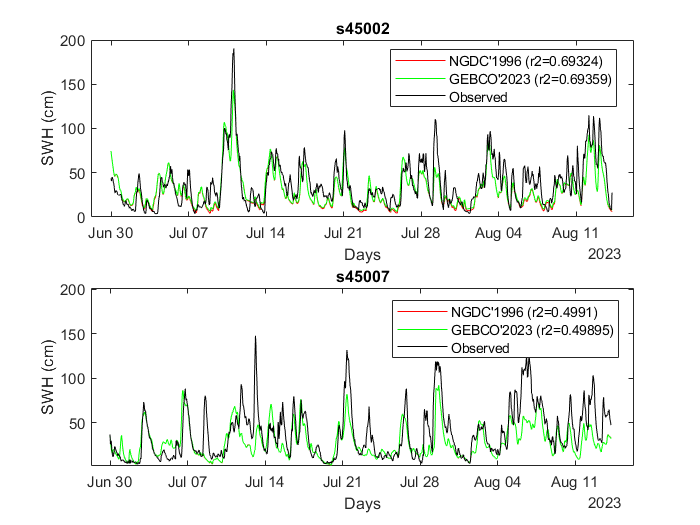 s45002
200
150
100
50
0
SWH (cm)
NGDC'1996 (r2=0.69324)
GEBCO'2023 (r2=0.69359)
Observed
Jun 30 Jul 07 Jul 14 Jul 21 Jul 28 Aug 04 Aug 11
Days
2023
s45007
200
150
100
50
SWH (cm)
NGDC'1996 (r2=0.4991)
GEBCO'2023 (r2=0.49895)
Observed
Jun 30 Jul 07 Jul 14 Jul 21 Jul 28 Aug 04 Aug 11
Days
2023